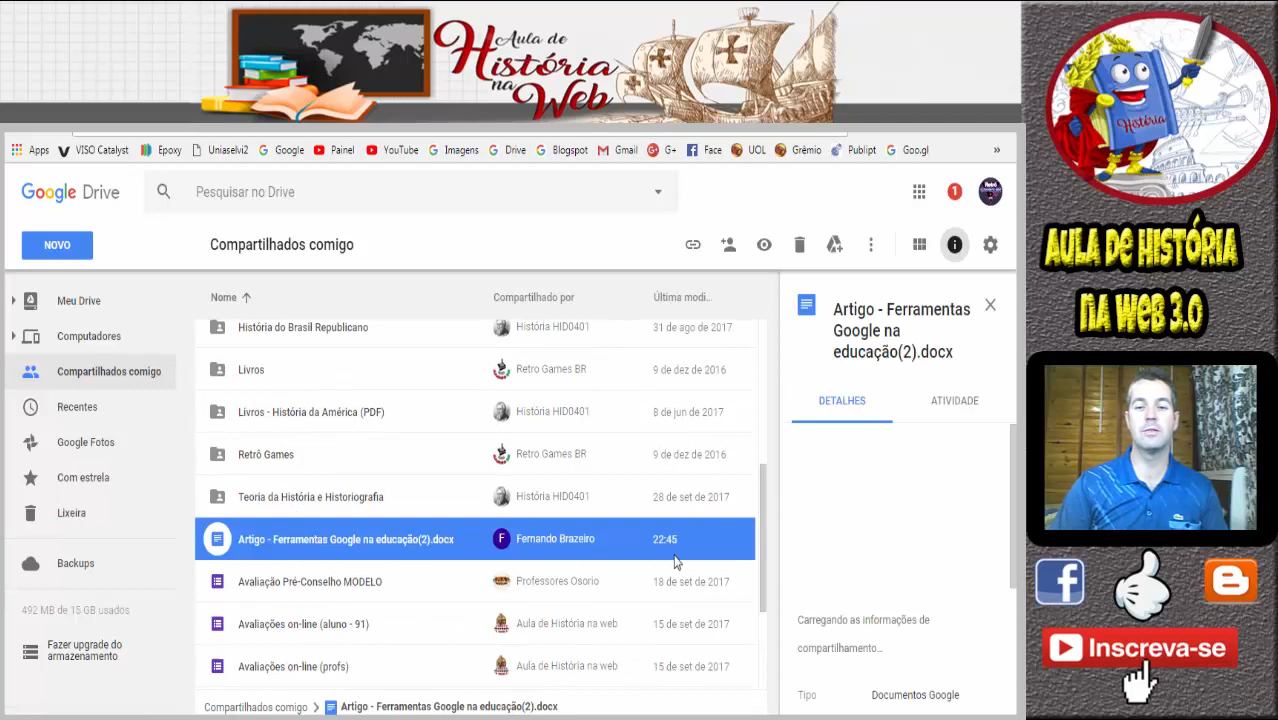 Aula de
História
na
Web
História
AULA DE HISTÓRIA
NA WEB 3.0
Apps VISO Catalyst Epoxy Uniselvi2 Google Painel YouTube Imagens Drive Blogspot Gmail G+ Face UOL Grêmio Publipt Goo.gl »
Google Drive
Pesquisar no Drive
1
NOVO
Compartilhados comigo
Meu Drive
Computadores
Compartilhados comigo
Recentes
Google Fotos
Com estrela
Lixeira
Backups
492 MB de 15 GB usados
Fazer upgrade do
armazenamento
Nome Compartilhado por Última modi...
História do Brasil Republicano História HID0401 31 de ago de 2017
Livros Retro Games BR 9 de dez de 2016
Livros - História da América (PDF) História HID0401 8 de jun de 2017
Retrô Games Retro Games BR 9 de dez de 2016
Teoria da História e Historiografia História HID0401 28 de set de 2017
Artigo - Ferramentas Google na educação(2).docx F Fernando Brazeiro 22:45
Avaliação Pré-Conselho MODELO Professores Osorio 18 de set de 2017
Avaliações on-line (aluno - 91) Aula de História na web 15 de set de 2017
Avaliações on-line (profs) Aula de História na web 15 de set de 2017
Compartilhados comigo > Artigo - Ferramentas Google na educação(2).docx
Artigo - Ferramentas
Google na
educação(2).docx
DETALHES ATIVIDADE
Carregando as informações de
compartilhamento...
Tipo Documentos Google
Inscreva-se